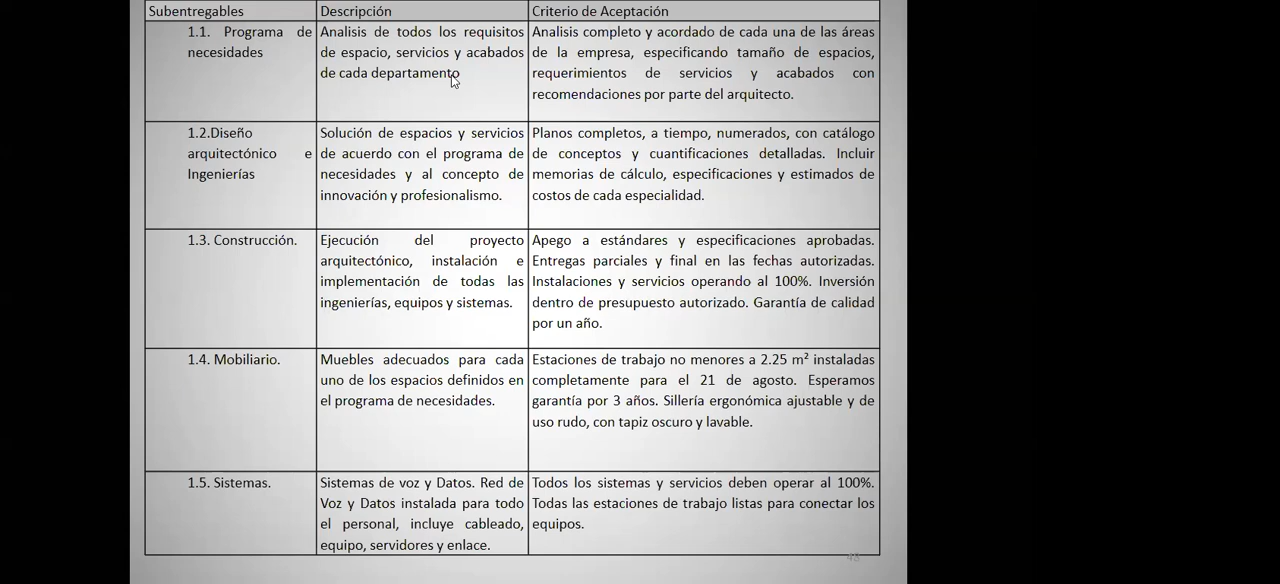 Subentregables
Descripción
Criterio de Aceptación
1.1. Programa de
necesidades
Analisis de todos los requisitos
de espacio, servicios y acabados
de cada departamento
Analisis completo y acordado de cada una de las áreas
de la empresa, especificando tamaño de espacios,
requerimientos de servicios y acabados con
recomendaciones por parte del arquitecto.
1.2.Diseño
arquitectónico e
Ingenierías
Solución de espacios y servicios
de acuerdo con el programa de
necesidades y al concepto de
innovación y profesionalismo.
Planos completos, a tiempo, numerados, con catálogo
de conceptos y cuantificaciones detalladas. Incluir
memorias de cálculo, especificaciones y estimados de
costos de cada especialidad.
1.3. Construcción.
Ejecución del proyecto
arquitectónico, instalación e
implementación de todas las
ingenierías, equipos y sistemas.
Apego a estándares y especificaciones aprobadas.
Entregas parciales y final en las fechas autorizadas.
Instalaciones y servicios operando al 100%. Inversión
dentro de presupuesto autorizado. Garantía de calidad
por un año.
1.4. Mobiliario.
Muebles adecuados para cada
uno de los espacios definidos en
el programa de necesidades.
Estaciones de trabajo no menores a 2.25 m² instaladas
completamente para el 21 de agosto. Esperamos
garantía por 3 años. Sillería ergonómica ajustable y de
uso rudo, con tapiz oscuro y lavable.
1.5. Sistemas.
Sistemas de voz y Datos. Red de
Voz y Datos instalada para todo
el personal, incluye cableado,
equipo, servidores y enlace.
Todos los sistemas y servicios deben operar al 100%.
Todas las estaciones de trabajo listas para conectar los
equipos.